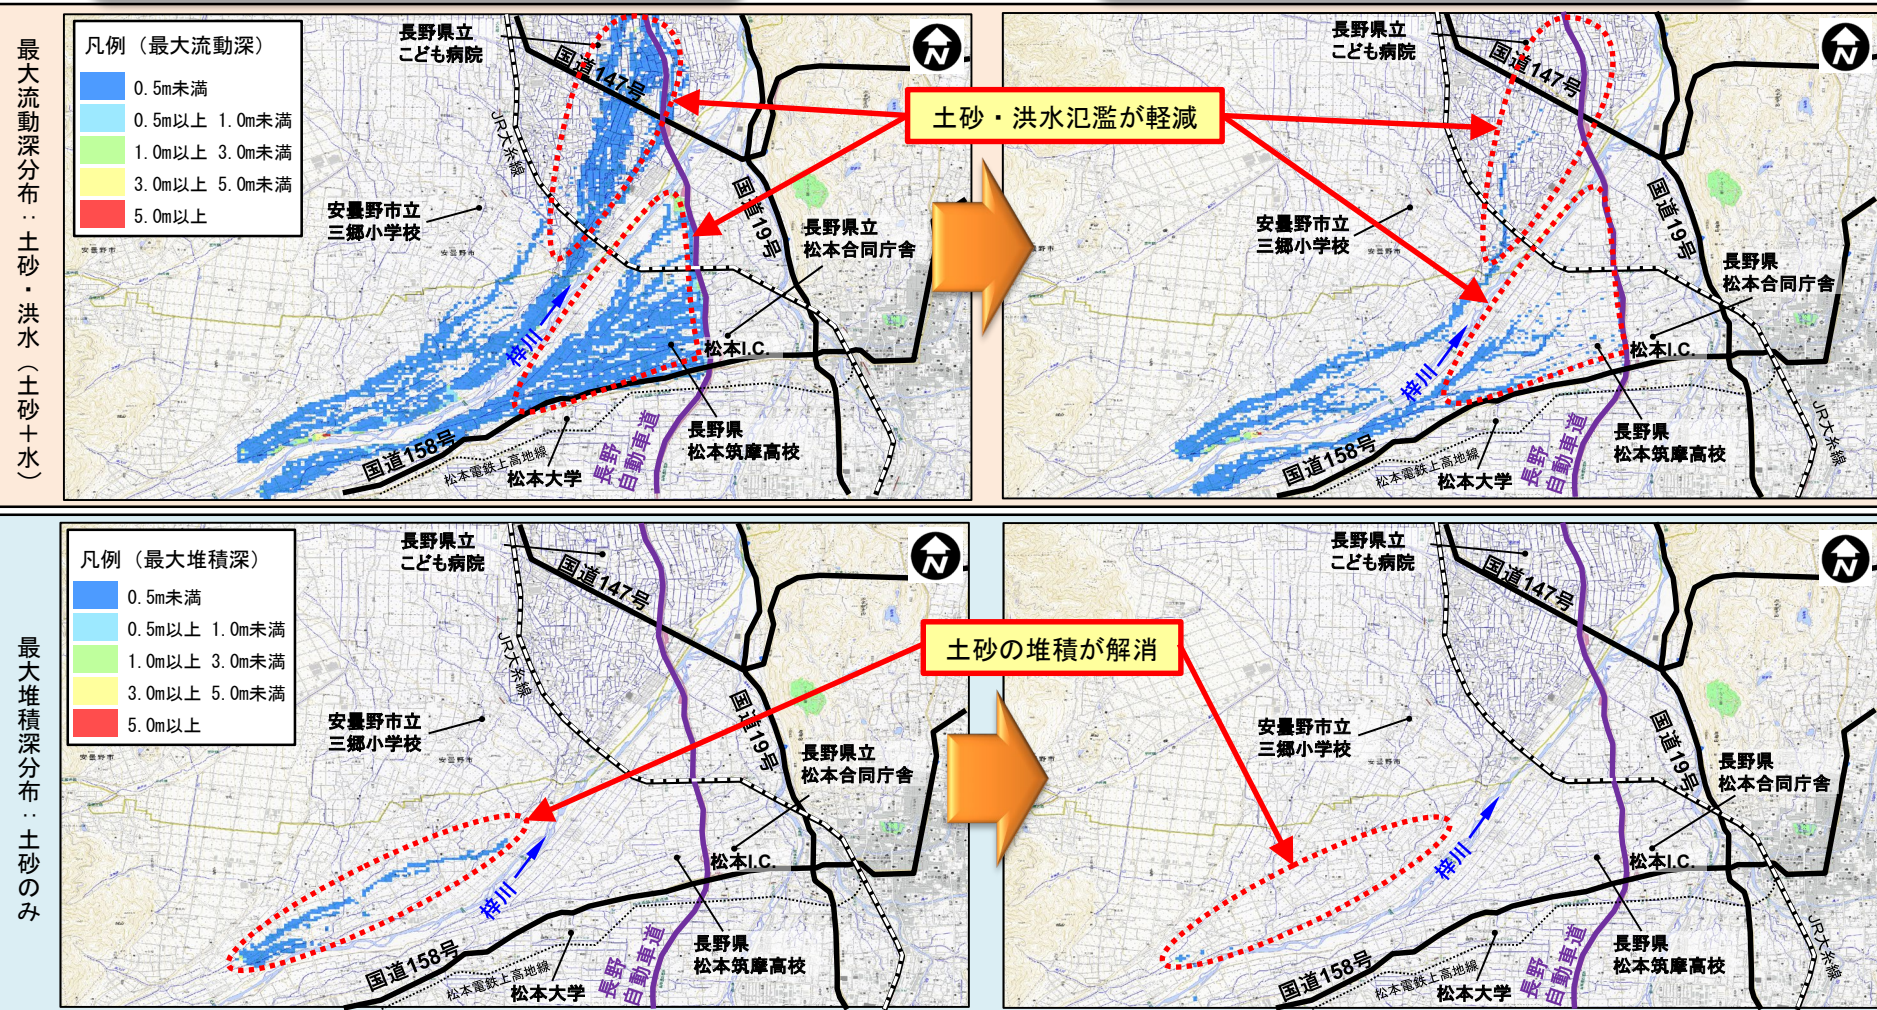 最大流動深分布：土砂・洪水（土砂＋水）
凡例（最大流動深）
0.5m未満
0.5m以上 1.0m未満
1.0m以上 3.0m未満
3.0m以上 5.0m未満
5.0m以上
長野県立
こども病院
国道147号
JR大糸線
安曇野市立
三郷小学校
安曇野市
安曇野市
国道19号
長野県立
松本合同庁舎
梓川
松本I.C.
国道158号
松本電鉄上高地線
松本大学
長野
自動車道
長野県
松本筑摩高校
N
土砂・洪水氾濫が軽減
長野県立
こども病院
国道147号
安曇野市立
三郷小学校
安曇野市
国道19号
長野県
松本合同庁舎
梓川
松本I.C.
国道158号
松本電鉄上高地線
松本大学
長野
自動車道
長野県
松本筑摩高校
JR大糸線
N
最大堆積深分布：土砂のみ
凡例（最大堆積深）
0.5m未満
0.5m以上 1.0m未満
1.0m以上 3.0m未満
3.0m以上 5.0m未満
5.0m以上
長野県立
こども病院
国道147号
JR大糸線
安曇野市立
三郷小学校
安曇野市
安曇野市
国道19号
長野県立
松本合同庁舎
梓川
松本I.C.
国道158号
松本電鉄上高地線
松本大学
長野
自動車道
長野県
松本筑摩高校
N
土砂の堆積が解消
長野県立
こども病院
国道147号
安曇野市立
三郷小学校
安曇野市
国道19号
長野県
松本合同庁舎
梓川
松本I.C.
国道158号
松本電鉄上高地線
松本大学
長野
自動車道
長野県
松本筑摩高校
JR大糸線
N